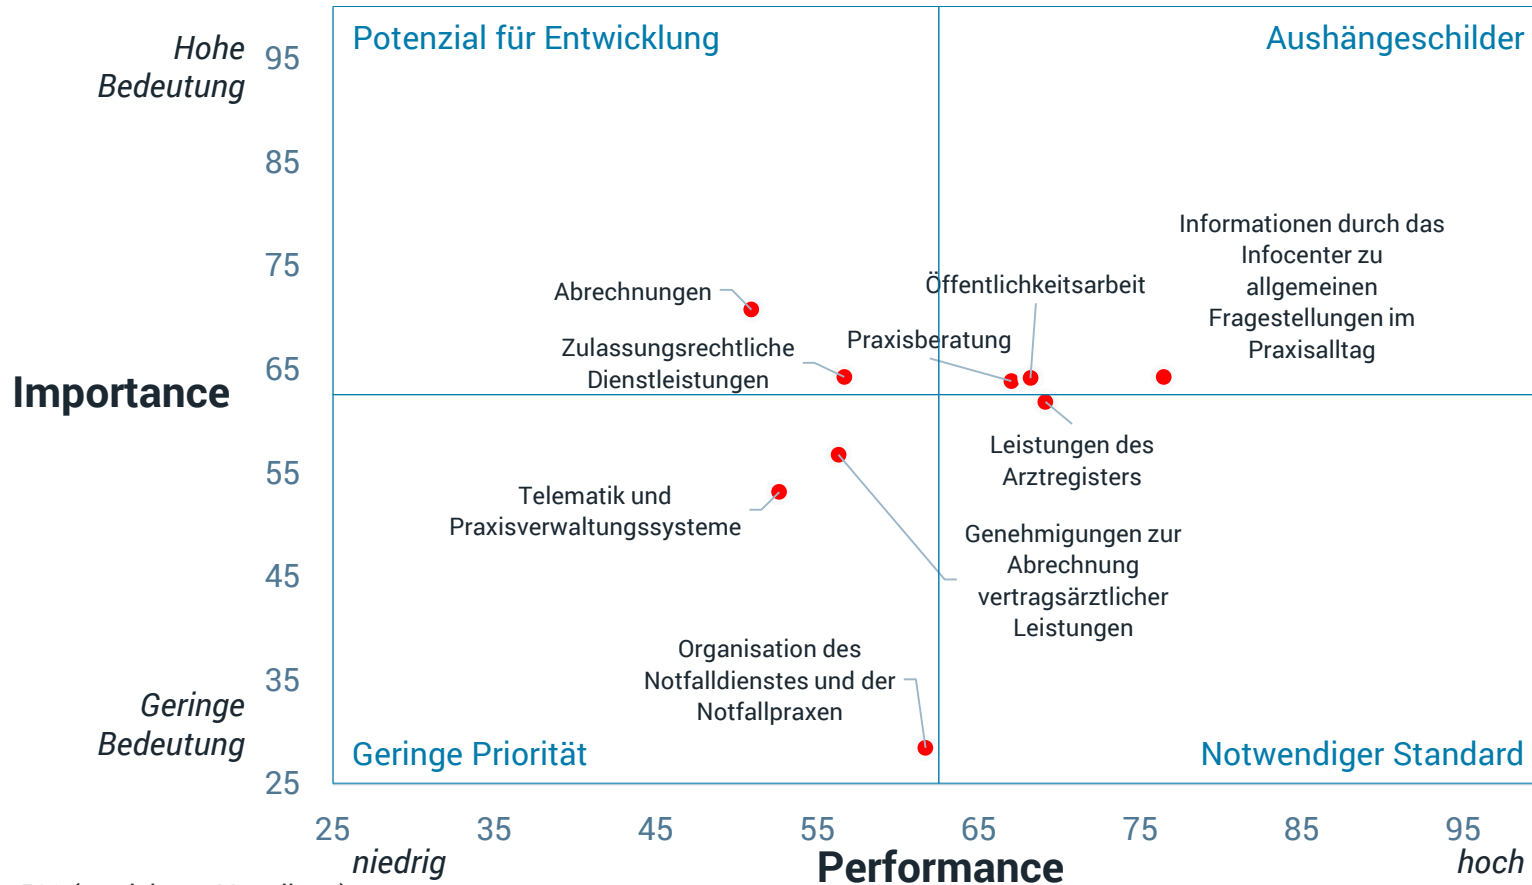 Potenzial für Entwicklung
Aushängeschilder
Hohe
Bedeutung
95
85
75
65
55
45
35
25
Importance
Geringe
Bedeutung
Informationen durch das
Infocenter zu
allgemeinen
Fragestellungen im
Praxisalltag
Öffentlichkeitsarbeit
Abrechnungen
Praxisberatung
Zulassungsrechtliche
Dienstleistungen
Leistungen des
Arztregisters
Telematik und
Praxisverwaltungssysteme
Genehmigungen zur
Abrechnung
vertragsärztlicher
Leistungen
Organisation des
Notfalldienstes und der
Notfallpraxen
Geringe Priorität
Notwendiger Standard
25 35 45 55 65 75 85 95
niedrig
Performance
hoch